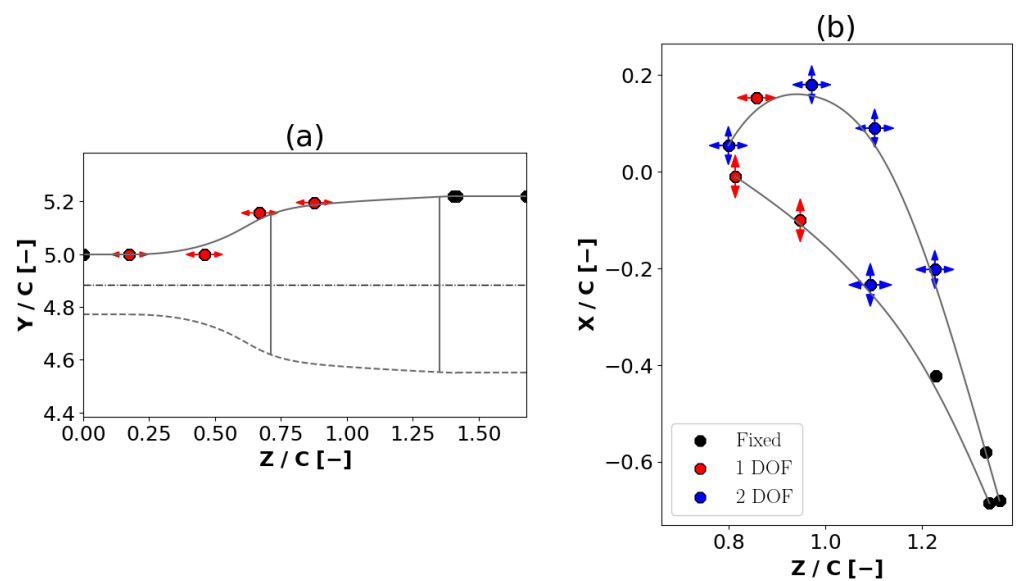 (a)
5.2
5.0
4.8
4.6
4.4
Y / C [−]
0.00 0.25 0.50 0.75 1.00 1.25 1.50
Z / C [−]
(b)
0.2
0.0
−0.2
−0.4
−0.6
X / C [−]
Fixed
1 DOF
2 DOF
0.8 1.0 1.2
Z / C [−]